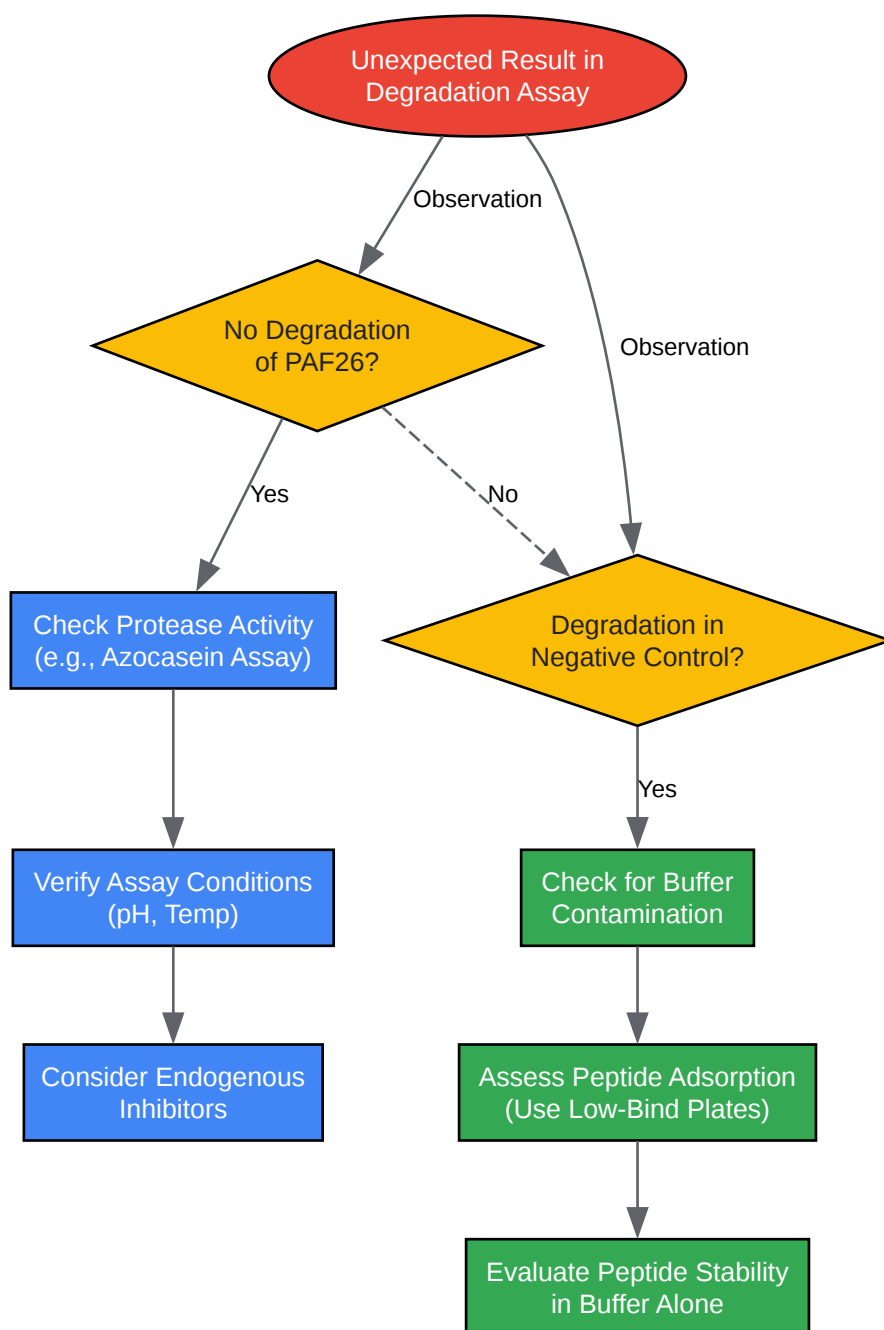 Unexpected Result in
Degradation Assay
Observation
Observation
No Degradation
of PAF26?
Yes
No
Check Protease Activity
(e.g., Azocasein Assay)
Degradation in
Negative Control?
Yes
Verify Assay Conditions
(pH, Temp)
Check for Buffer
Contamination
Consider Endogenous
Inhibitors
Assess Peptide Adsorption
(Use Low-Bind Plates)
Evaluate Peptide Stability
in Buffer Alone